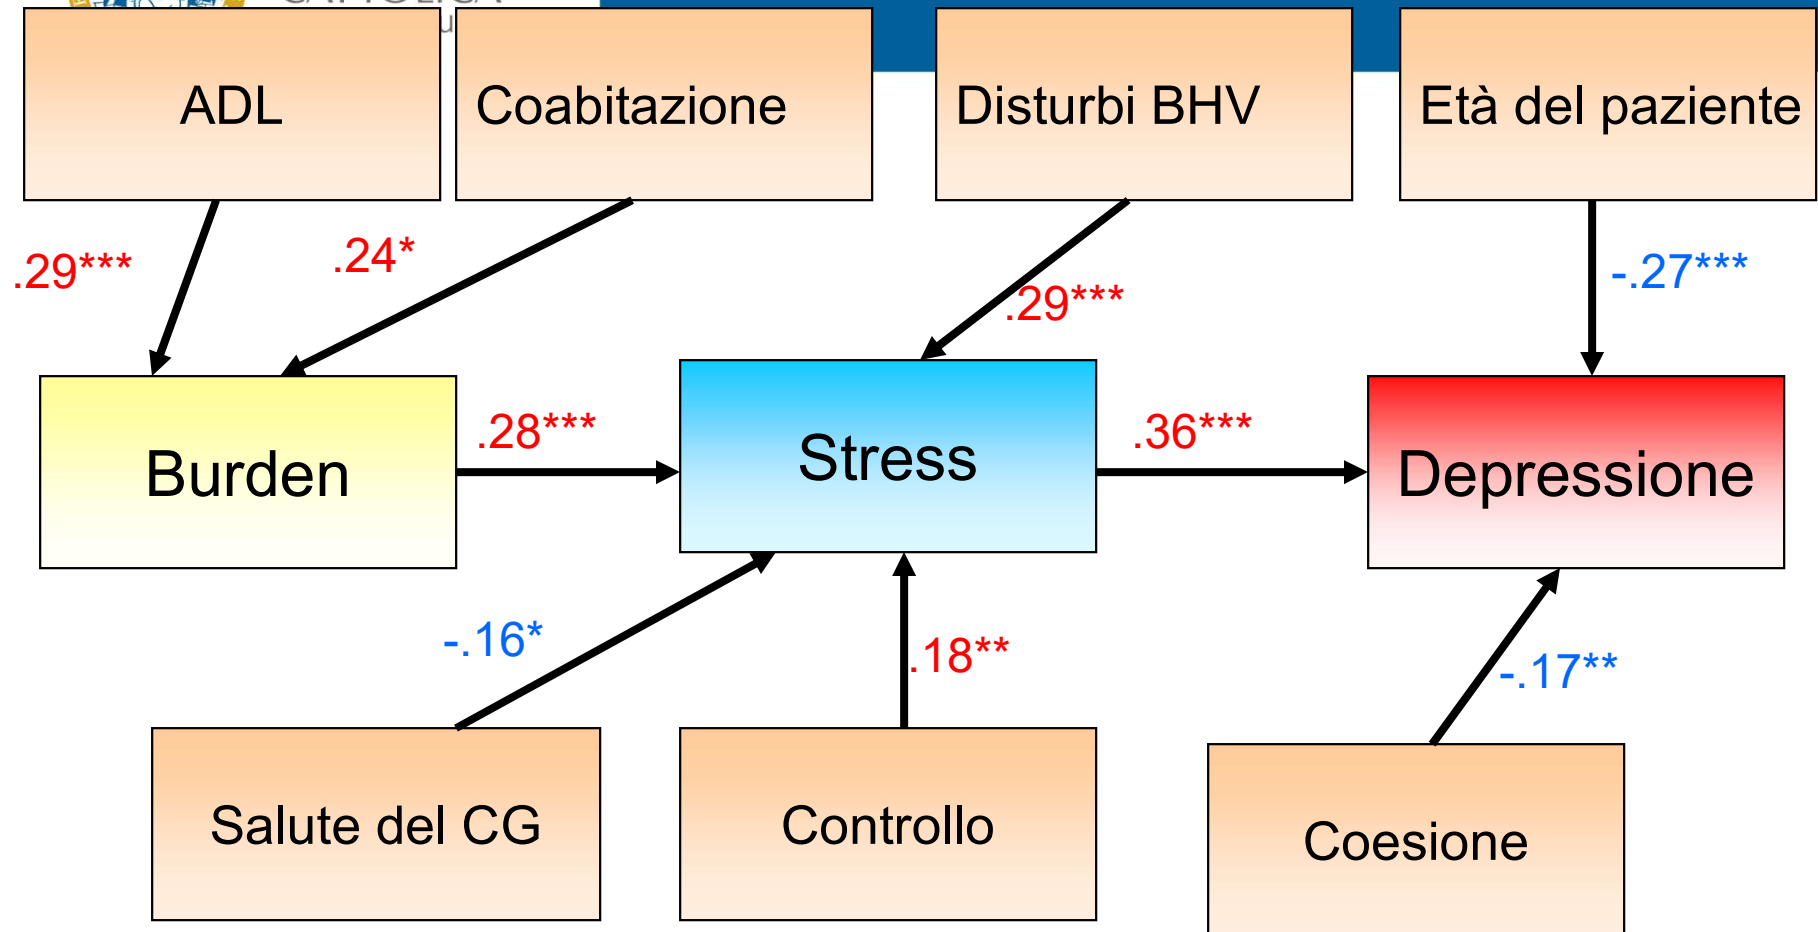 ADL
Coabitazione
Disturbi BHV
Età del paziente
.29***
.24*
.29***
-.27***
Burden
.28***
Stress
.36***
Depressione
-.16*
.18**
-.17**
Salute del CG
Controllo
Coesione